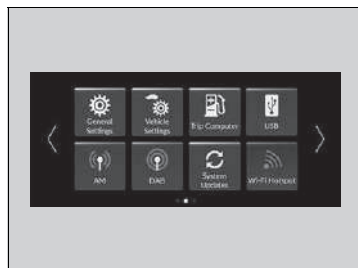 General
Settings
Vehicle
Settings
Trip Computer
USB
AM
DAB
System
Updates
Wi-Fi Hotspot